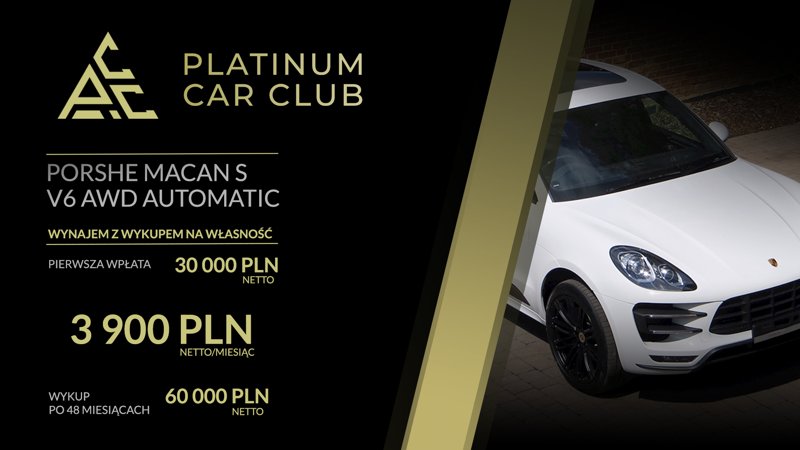 PLATINUM
CAR CLUB
PORSHE MACAN S
V6 AWD AUTOMATIC
WYNAJEM Z WYKUPEM NA WŁASNOŚĆ
PIERWSZA WPŁATA 30 000 PLN
NETTO
3 900 PLN
NETTO/MIESIĄC
WYKUP
PO 48 MIESIĄCACH
60 000 PLN
NETTO